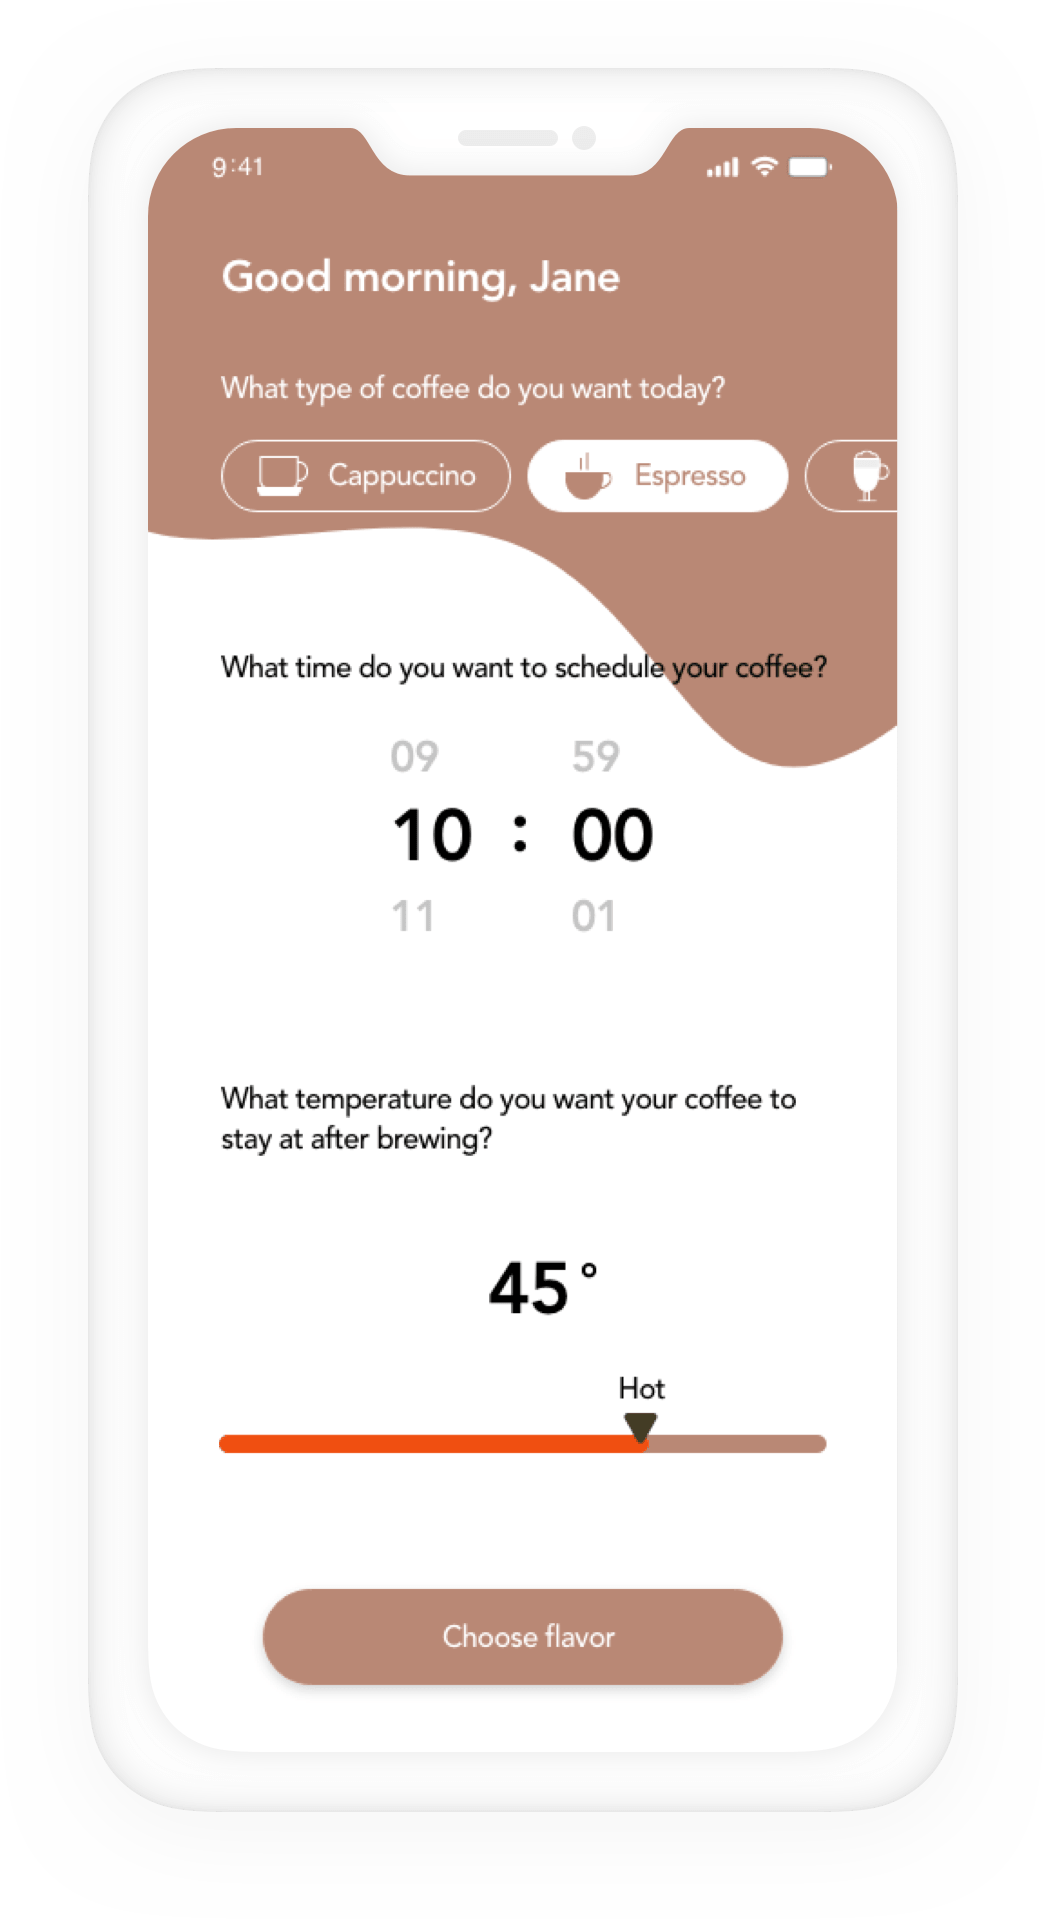 9:41
Good morning, Jane
What type of coffee do you want today?
Cappuccino
Espresso
What time do you want to schedule your coffee?
09 59
10 : 00
11 01
What temperature do you want your coffee to
stay at after brewing?
45°
Hot
Choose flavor